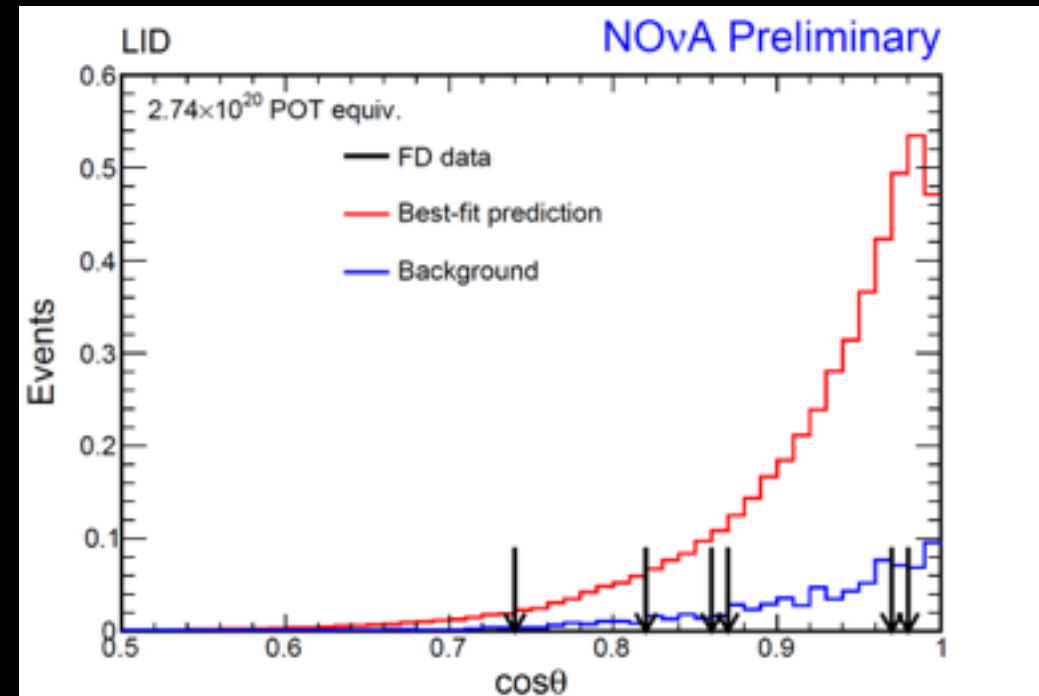 LID
NOνA Preliminary
2.74×10²⁰ POT equiv.
FD data
Best-fit prediction
Background
Events
0.6
0.5
0.4
0.3
0.2
0.1
0
0.5 0.6 0.7 0.8 0.9 1
cosθ